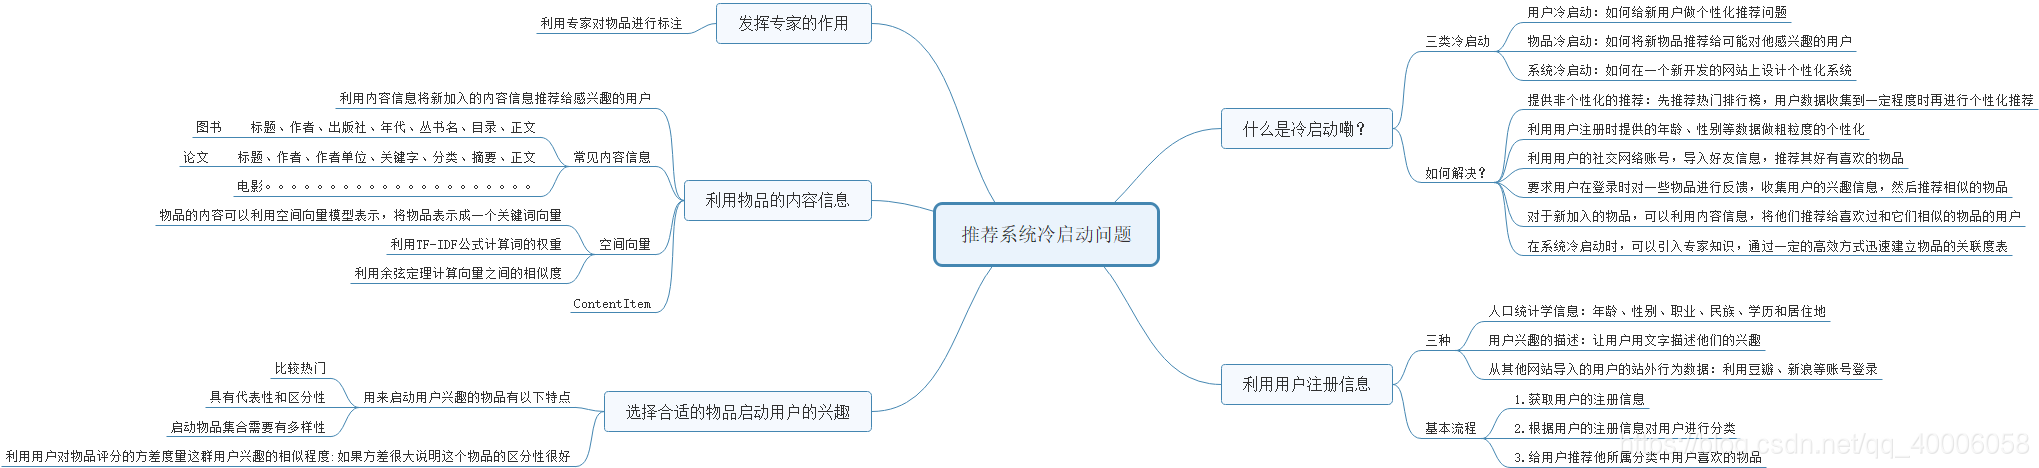 推荐系统冷启动问题
什么是冷启动嘞？
三类冷启动
用户冷启动：如何给新用户做个性化推荐问题
物品冷启动：如何将新物品推荐给可能对他感兴趣的用户
系统冷启动：如何在一个新开发的网站上设计个性化系统
如何解决？
提供非个性化的推荐：先推荐热门排行榜，用户数据收集到一定程度时再进行个性化推荐
利用用户注册时提供的年龄、性别等数据做粗粒度的个性化
利用用户的社交网络账号，导入好友信息，推荐其好有喜欢的物品
要求用户在登录时对一些物品进行反馈，收集用户的兴趣信息，然后推荐相似的物品
对于新加入的物品，可以利用内容信息，将他们推荐给喜欢过和它们相似的物品的用户
在系统冷启动时，可以引入专家知识，通过一定的高效方式迅速建立物品的关联度表
利用用户注册信息
三种
人口统计学信息：年龄、性别、职业、民族、学历和居住地
用户兴趣的描述：让用户用文字描述他们的兴趣
从其他网站导入的用户的站外行为数据：利用豆瓣、新浪等账号登录
基本流程
1.获取用户的注册信息
2.根据用户的注册信息对用户进行分类
3.给用户推荐他所属分类中用户喜欢的物品
发挥专家的作用
利用专家对物品进行标注
利用物品的内容信息
利用内容信息将新加入的内容信息推荐给感兴趣的用户
常见内容信息
图书 标题、作者、出版社、年代、丛书名、目录、正文
论文 标题、作者、作者单位、关键字、分类、摘要、正文
电影。。。。。。。。。。。。。。。。。。。。。
空间向量
物品的内容可以利用空间向量模型表示，将物品表示成一个关键词向量
利用TF-IDF公式计算词的权重
利用余弦定理计算向量之间的相似度
ContentItem
选择合适的物品启动用户的兴趣
用来启动用户兴趣的物品有以下特点
比较热门
具有代表性和区分性
启动物品集合需要有多样性
利用用户对物品评分的方差度量这群用户兴趣的相似程度:如果方差很大说明这个物品的区分性很好
https://blog.csdn.net/qq_40006058